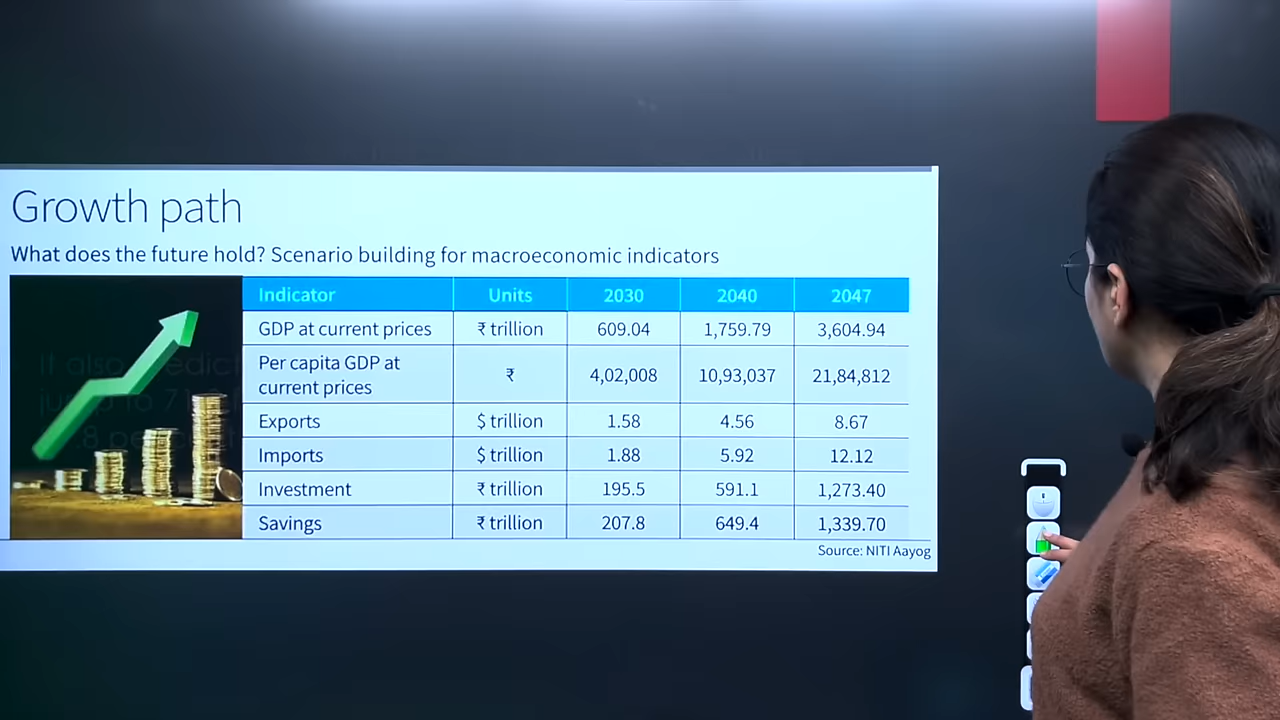 Growth path
What does the future hold? Scenario building for macroeconomic indicators
Indicator Units 2030 2040 2047
GDP at current prices ₹ trillion 609.04 1,759.79 3,604.94
Per capita GDP at
current prices ₹ 4,02,008 10,93,037 21,84,812
Exports $ trillion 1.58 4.56 8.67
Imports $ trillion 1.88 5.92 12.12
Investment ₹ trillion 195.5 591.1 1,273.40
Savings ₹ trillion 207.8 649.4 1,339.70
Source: NITI Aayog
It also